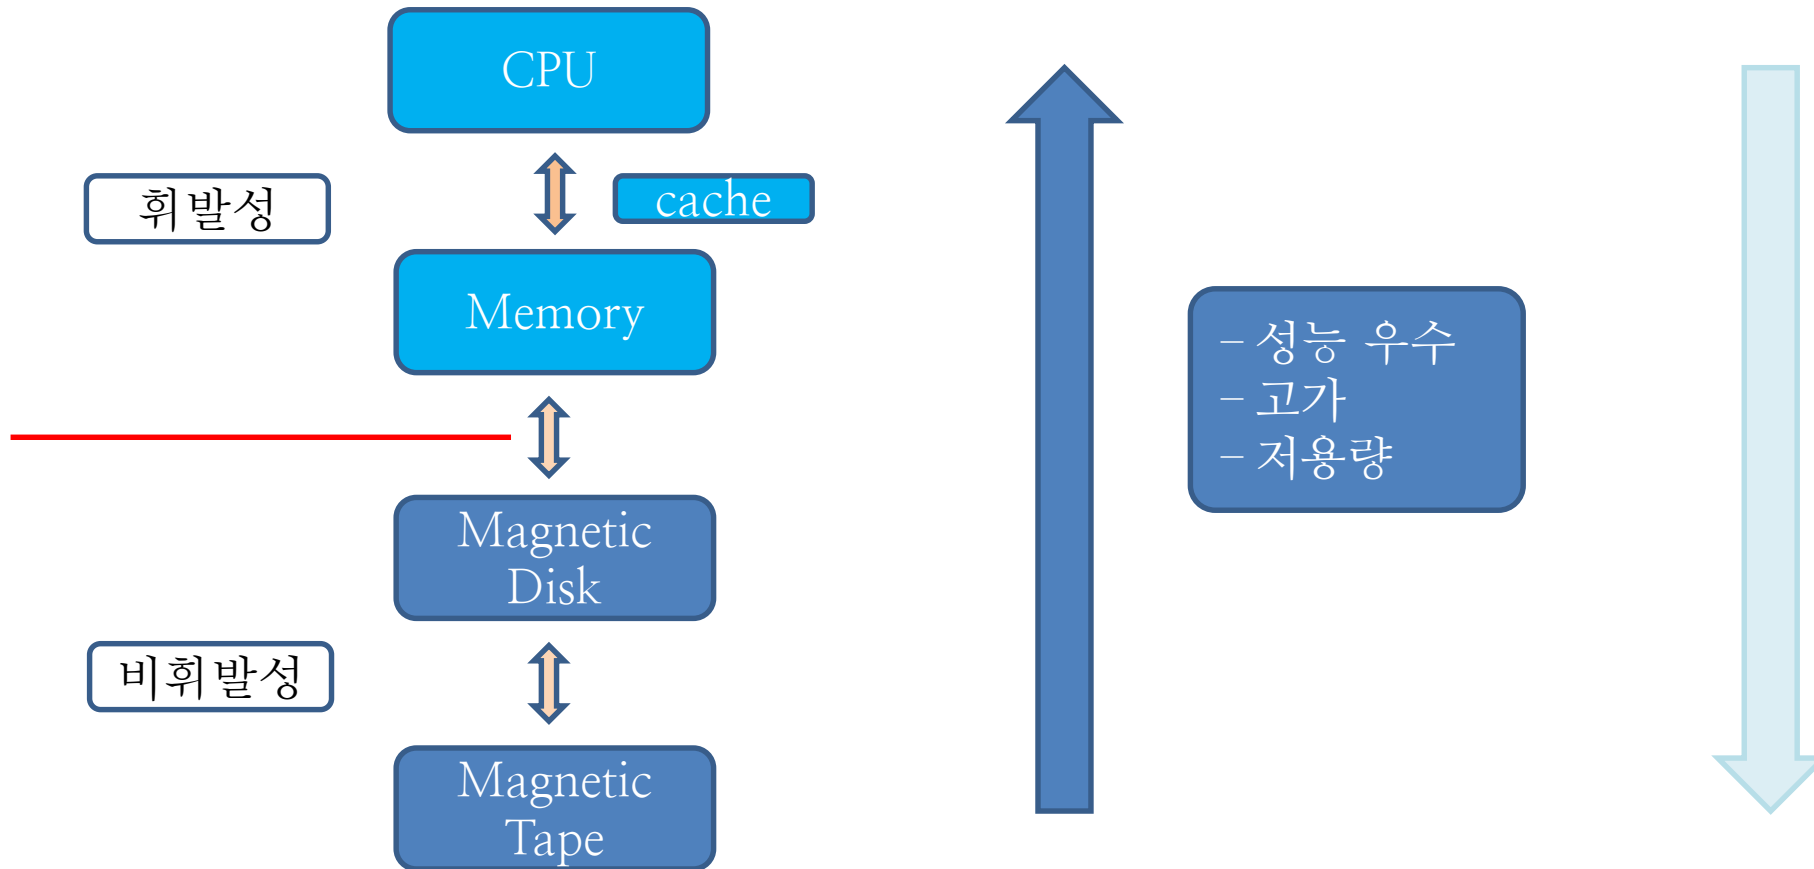 CPU
휘발성
cache
Memory
- 성능 우수
- 고가
- 저용량
Magnetic
Disk
비휘발성
Magnetic
Tape